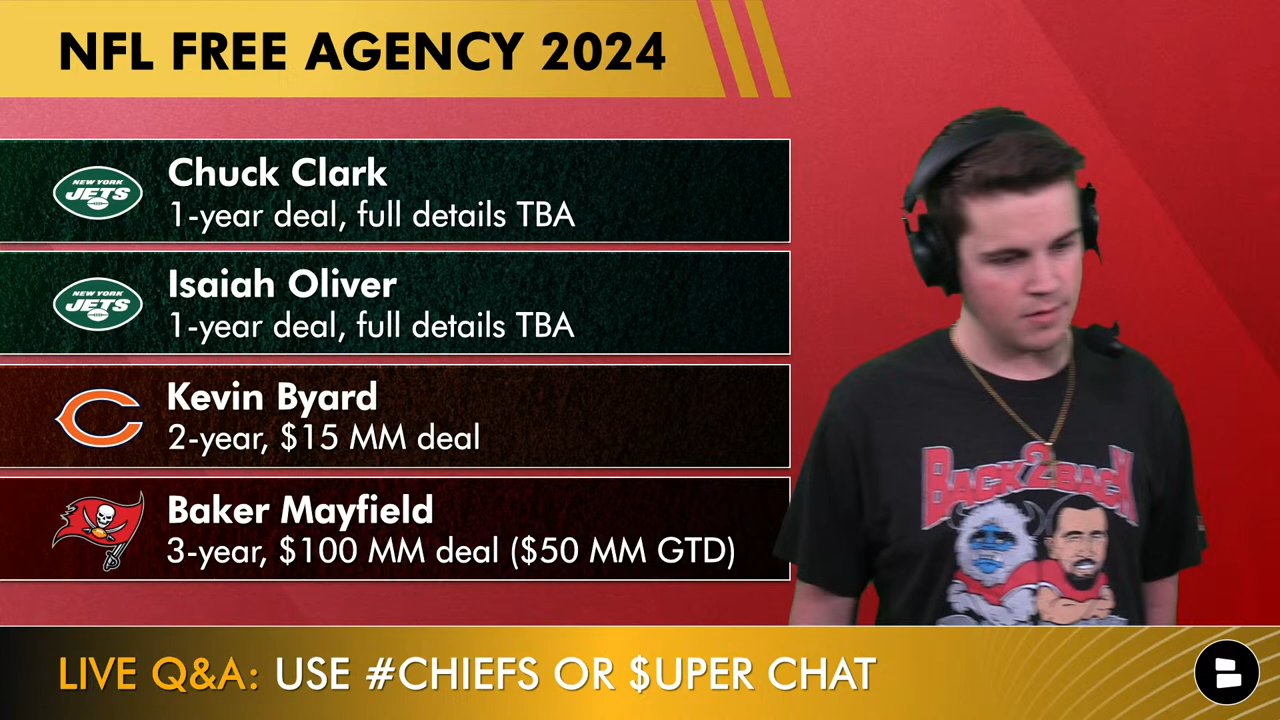 NFL FREE AGENCY 2024
NEW YORK
JETS
Chuck Clark
1-year deal, full details TBA
NEW YORK
JETS
Isaiah Oliver
1-year deal, full details TBA
Kevin Byard
2-year, $15 MM deal
Baker Mayfield
3-year, $100 MM deal ($50 MM GTD)
BACK2BACK
LIVE Q&A: USE #CHIEFS OR $UPER CHAT